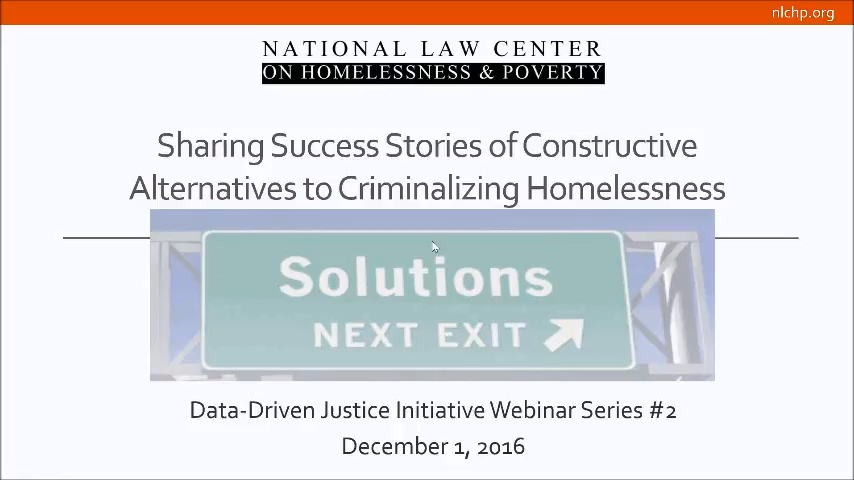 nlchp.org
NATIONAL LAW CENTER
ON HOMELESSNESS & POVERTY
Sharing Success Stories of Constructive
Alternatives to Criminalizing Homelessness
Solutions
NEXT EXIT
Data-Driven Justice Initiative Webinar Series #2
December 1, 2016